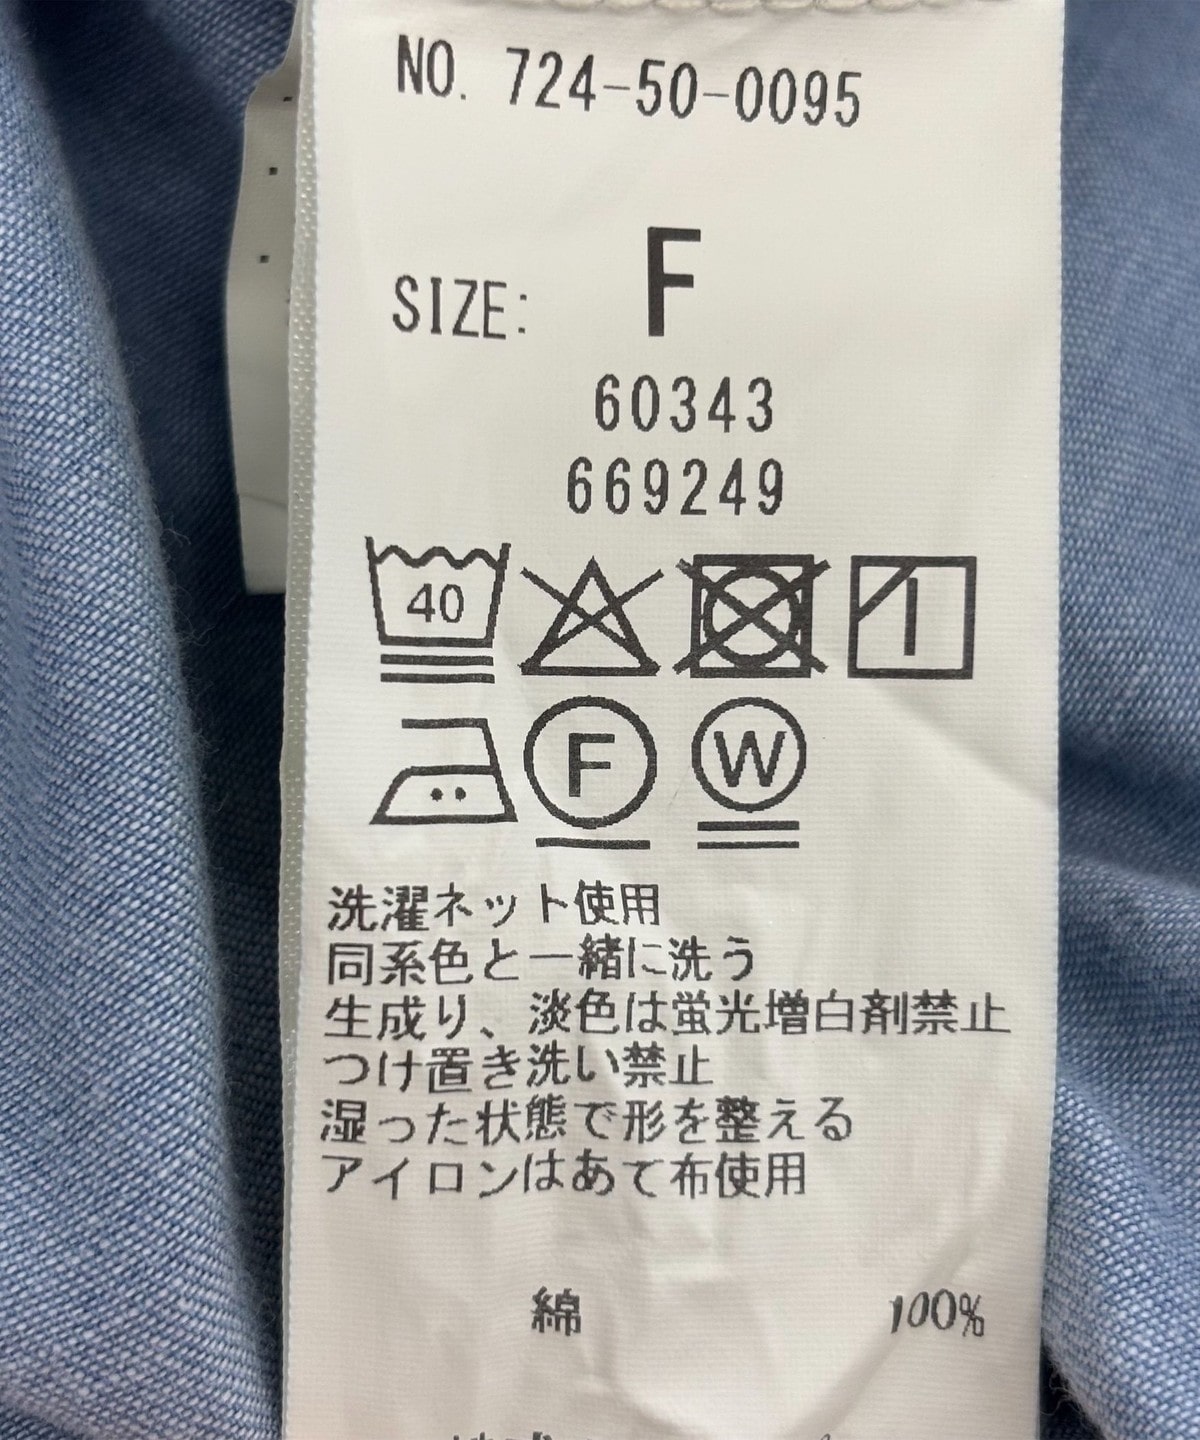 NO. 724-50-0095
SIZE: F
60343
669249
40
F W
洗濯ネット使用
同系色と一緒に洗う
生成り、淡色は蛍光増白剤禁止
つけ置き洗い禁止
湿った状態で形を整える
アイロンはあて布使用
綿 100%